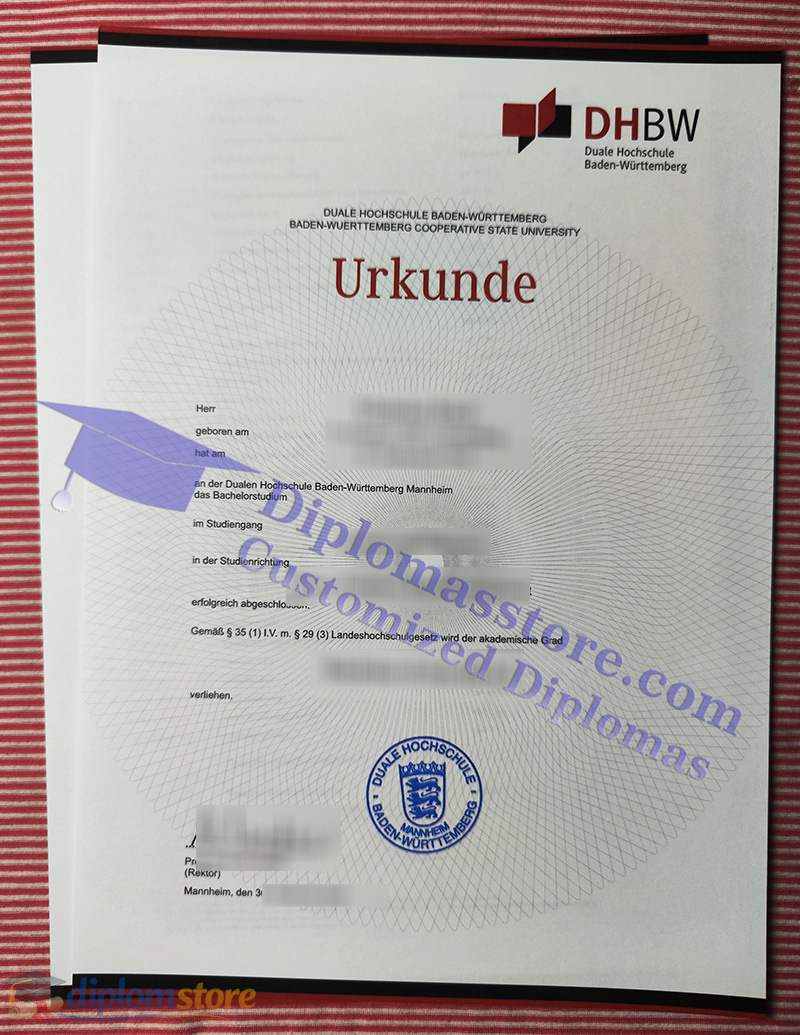 DHBW
Duale Hochschule
Baden-Württemberg
DUALE HOCHSCHULE BADEN-WÜRTTEMBERG
BADEN-WUERTTEMBERG COOPERATIVE STATE UNIVERSITY
Urkunde
Herr
geboren am
hat am
an der Dualen Hochschule Baden-Württemberg Mannheim
das Bachelorstudium
im Studiengang
in der Studienrichtung
erfolgreich
Gemäß § 35 (1) I.V. m. § 29 (3) Landeshochschulgesetz wird der akademische Grad
verliehen.
DUALE HOCHSCHULE
MANNHEIM
BADEN-WÜRTTEMBERG
(Rektor)
Mannheim, den
Diplomasstore.com
Customized Diplomas
diplomstore